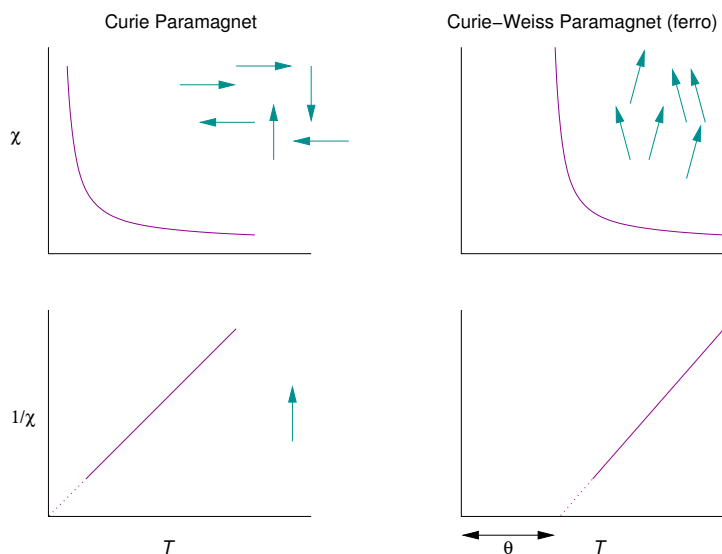 Curie Paramagnet
Curie−Weiss Paramagnet (ferro)
χ
1/χ
T
θ
T